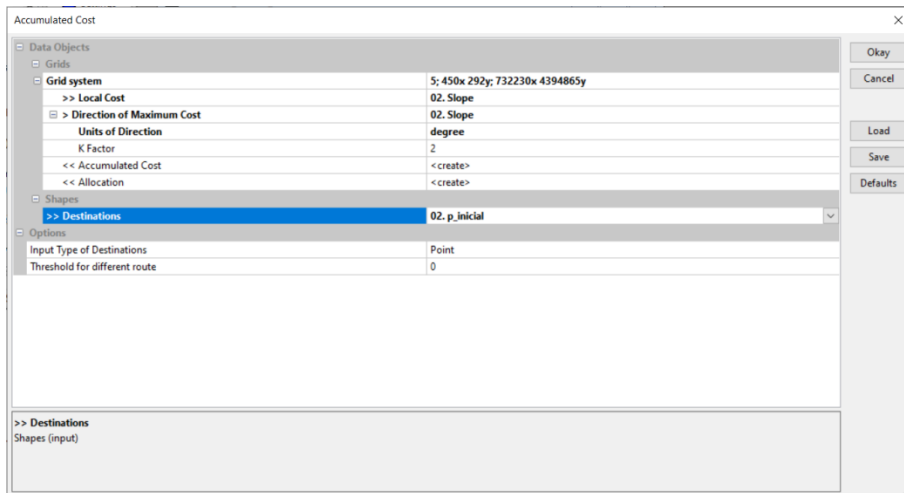 Accumulated Cost
Data Objects
Grids
Grid system 5; 450x 292y; 732230x 4394865y
>> Local Cost 02. Slope
> Direction of Maximum Cost 02. Slope
Units of Direction degree
K Factor 2
<< Accumulated Cost <create>
<< Allocation <create>
Shapes
>> Destinations 02. p_inicial
Options
Input Type of Destinations Point
Threshold for different route 0
Okay
Cancel
Load
Save
Defaults
>> Destinations
Shapes (input)